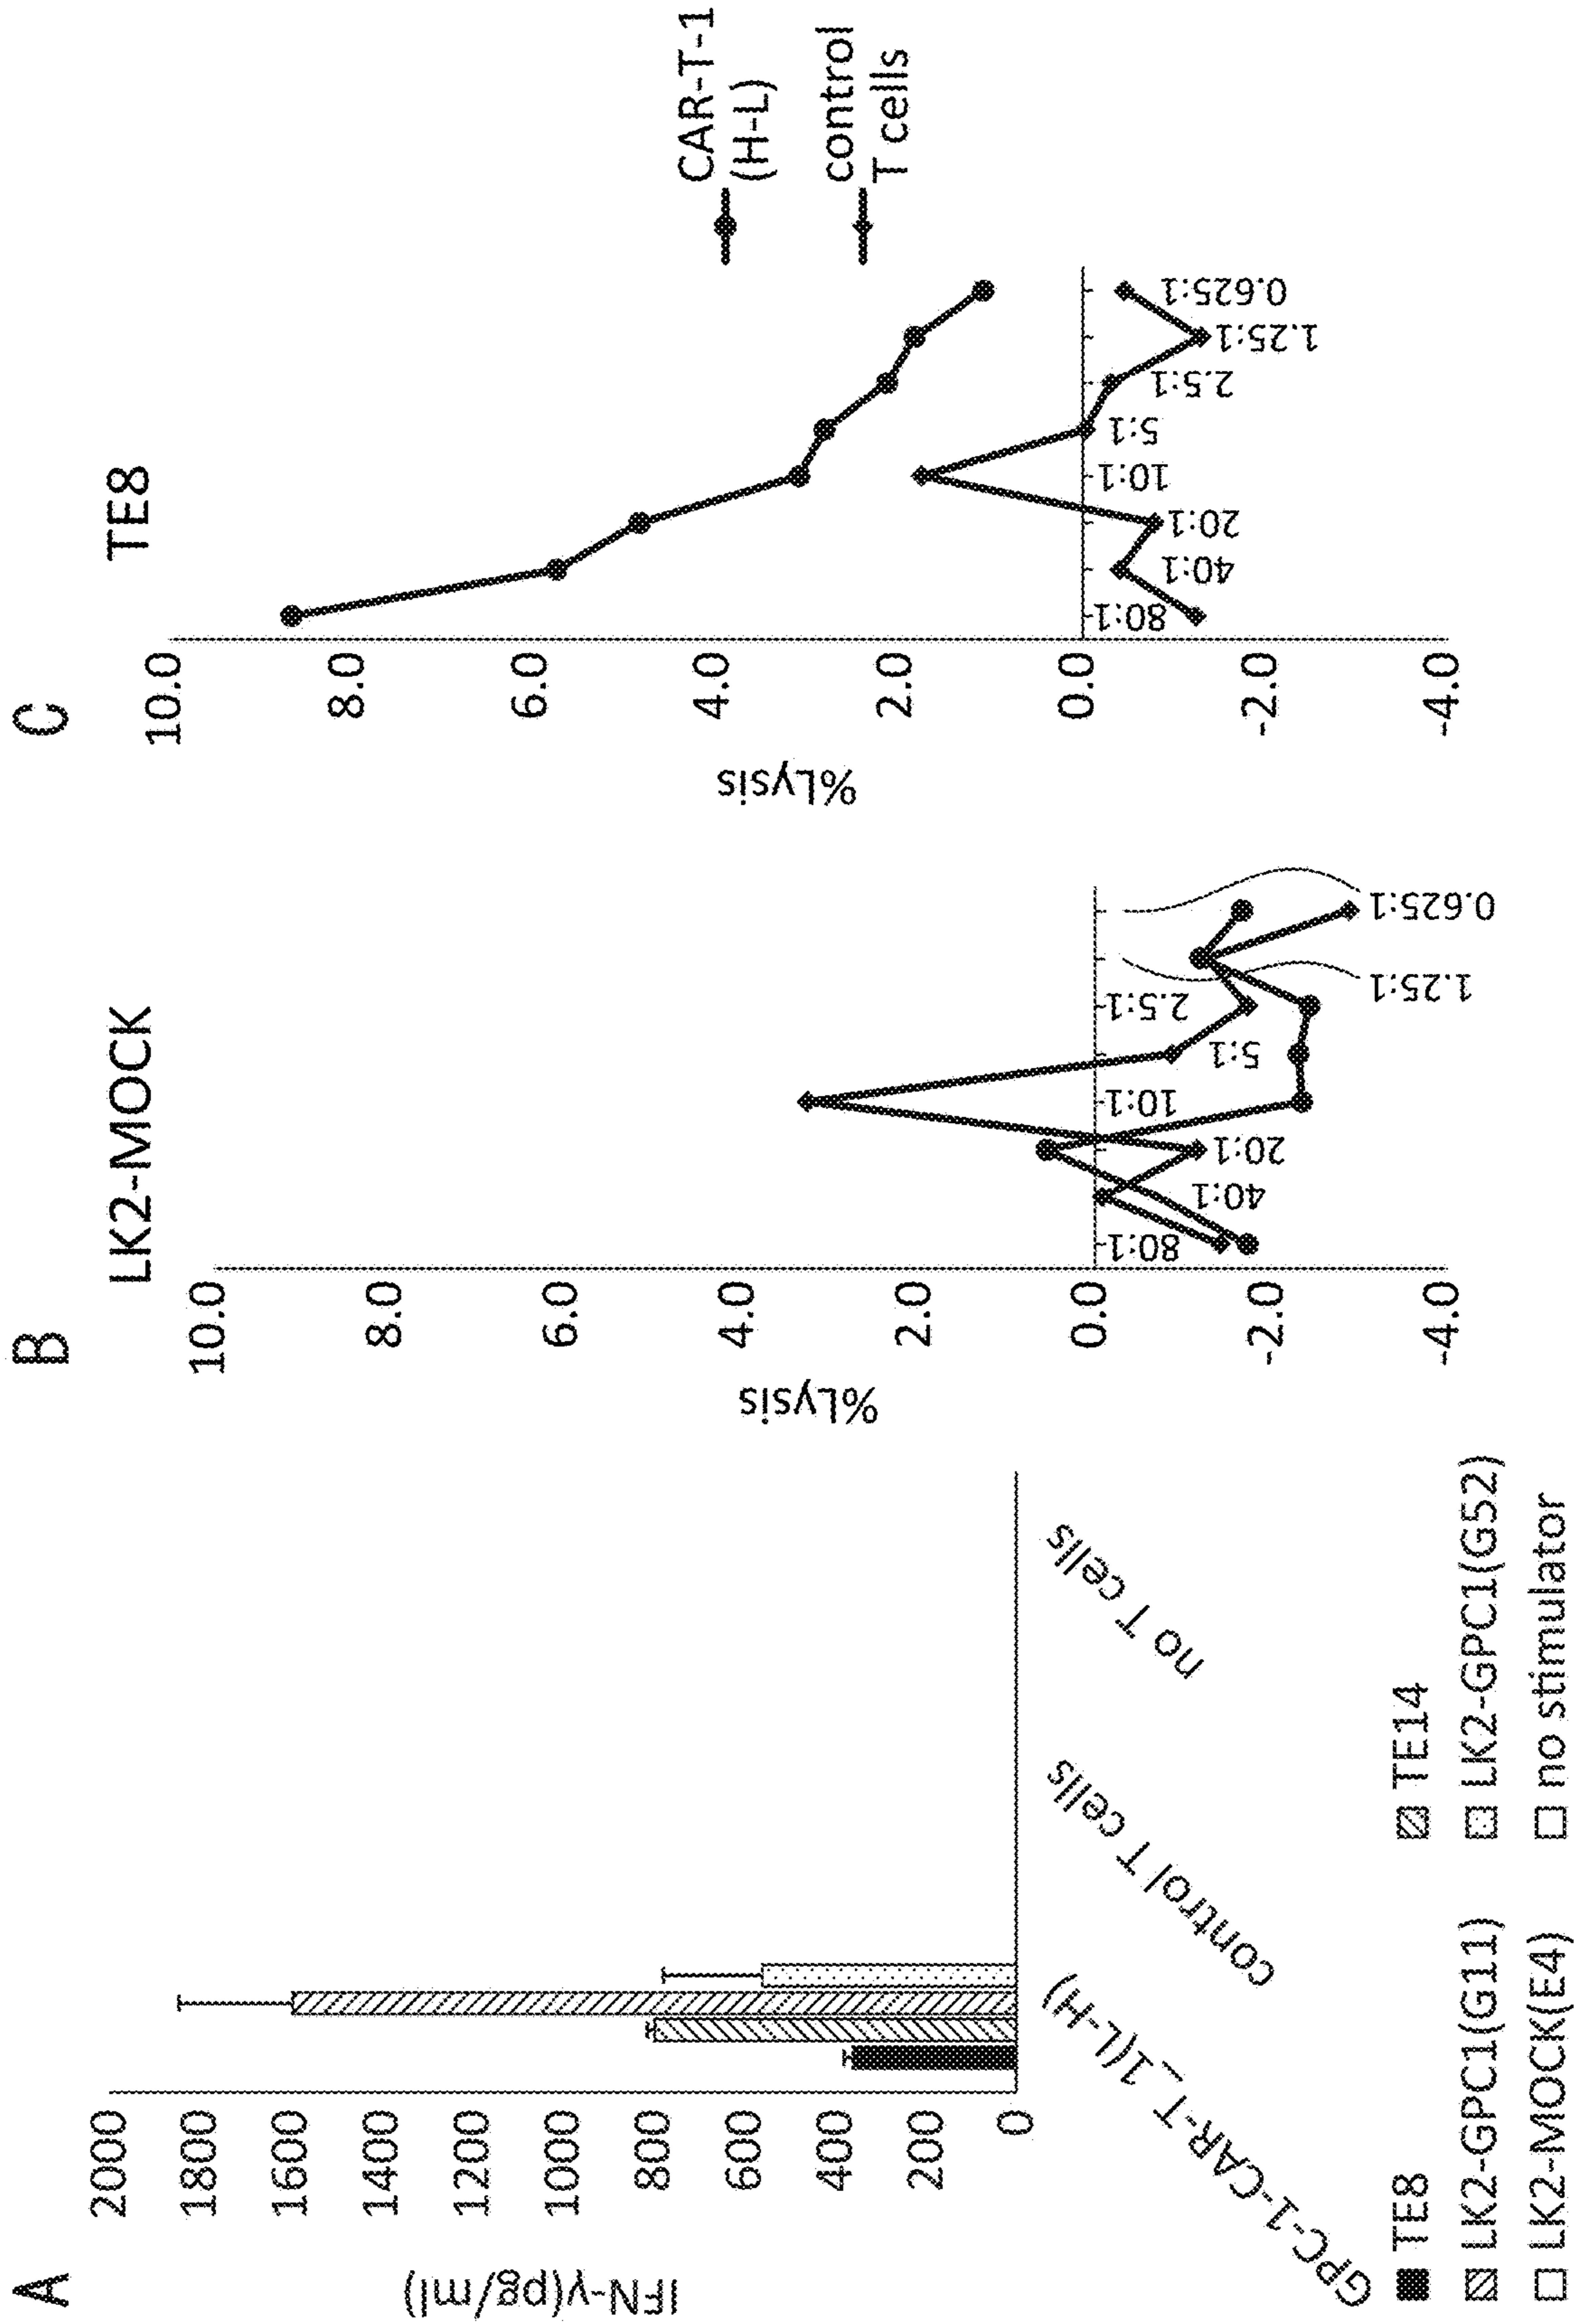 A
IFN-γ(pg/ml)
2000
1800
1600
1400
1200
1000
800
600
400
200
0
GPC-1-CAR-T_1(L-H)
control T cells
no T cells
TE8
TE14
LK2-GPC1(G11)
LK2-GPC1(G52)
LK2-MOCK(E4)
no stimulator
B
LK2-MOCK
%Lysis
10.0
8.0
6.0
4.0
2.0
0.0
-2.0
-4.0
80:1
40:1
20:1
10:1
5:1
2.5:1
1.25:1
0.625:1
C
TE8
%Lysis
10.0
8.0
6.0
4.0
2.0
0.0
-2.0
-4.0
80:1
40:1
20:1
10:1
5:1
2.5:1
1.25:1
0.625:1
CAR-T-1
(H-L)
control
T cells